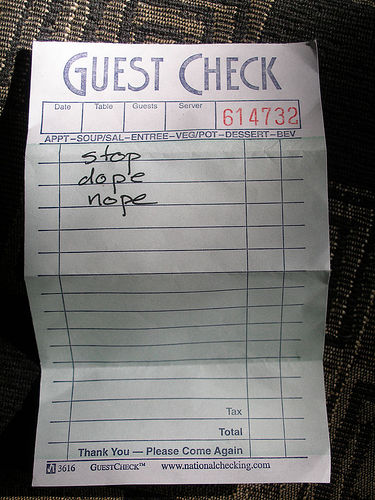 GUEST CHECK
Date Table Guests Server 614732
APPT–SOUP/SAL–ENTREE–VEG/POT–DESSERT–BEV
stop
dope
nope
Tax
Total
Thank You — Please Come Again
3616 GUESTCHECK™ www.nationalchecking.com